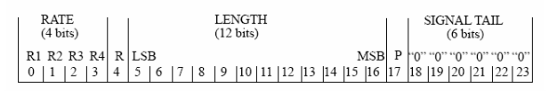 RATE LENGTH SIGNAL TAIL
(4 bits) (12 bits) (6 bits)
R1 R2 R3 R4 R LSB MSB P "0" "0" "0" "0" "0" "0"
0 1 2 3 4 5 6 7 8 9 10 11 12 13 14 15 16 17 18 19 20 21 22 23